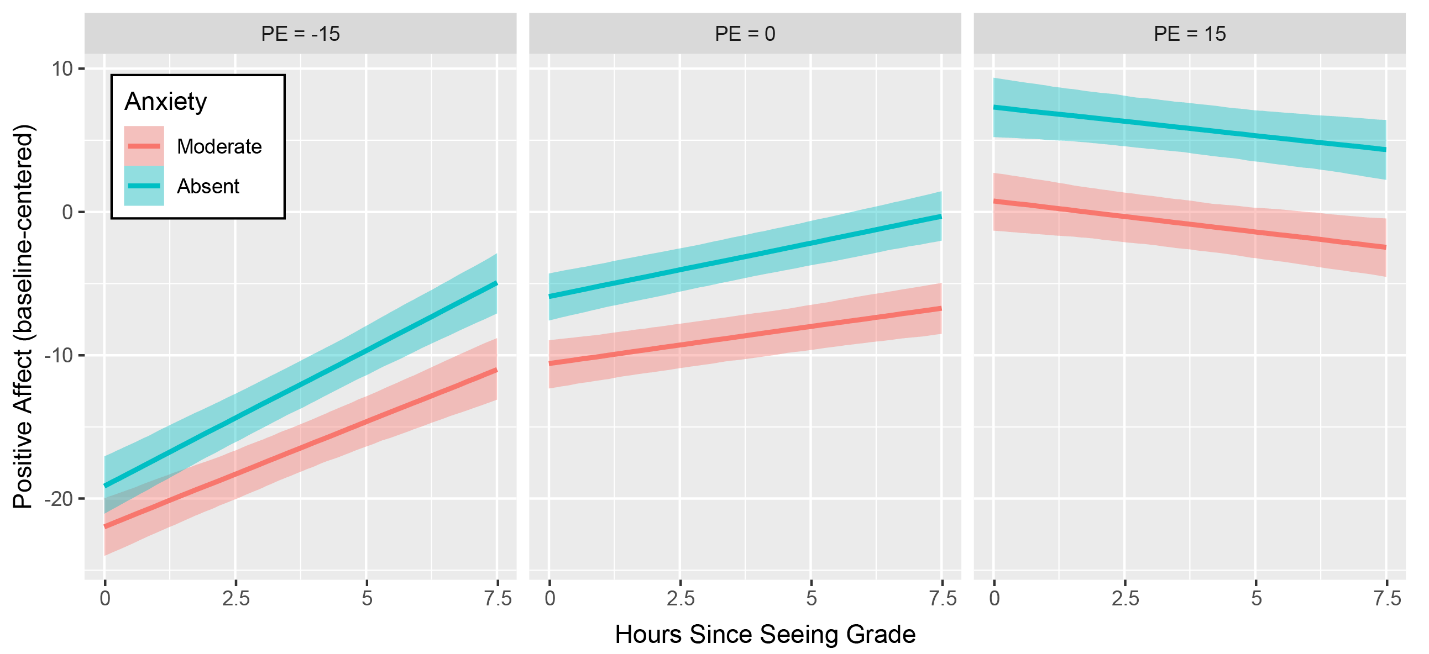 PE = -15
PE = 0
PE = 15
Positive Affect (baseline-centered)
10
0
-10
-20
Anxiety
Moderate
Absent
0 2.5 5 7.5
0 2.5 5 7.5
0 2.5 5 7.5
Hours Since Seeing Grade